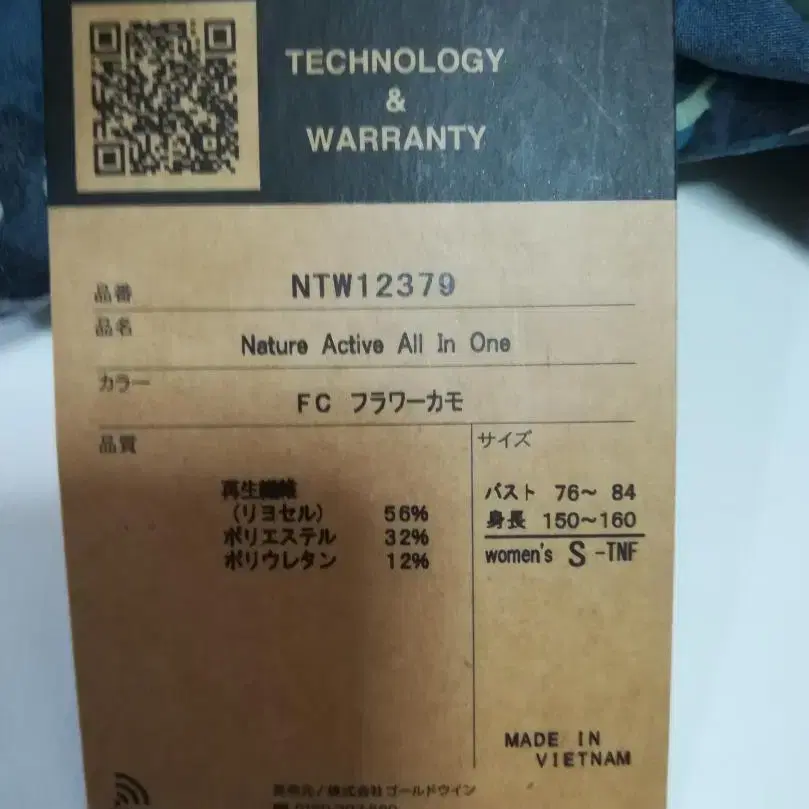 TECHNOLOGY
&
WARRANTY
品番 NTW12379
品名 Nature Active All In One
カラー FC フラワーカモ
品質
再生繊維
(リヨセル) 56%
ポリエステル 32%
ポリウレタン 12%
サイズ
バスト 76~ 84
身長 150~160
women's S -TNF
MADE IN
VIETNAM
株式会社ゴールドウイン